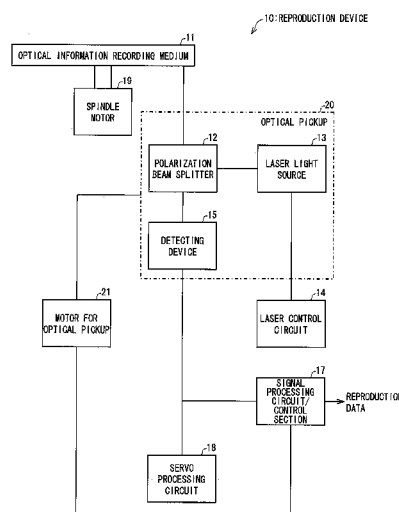 10:REPRODUCTION DEVICE
11
OPTICAL INFORMATION RECORDING MEDIUM
19
SPINDLE
MOTOR
20
OPTICAL PICKUP
12
POLARIZATION
BEAM SPLITTER
13
LASER LIGHT
SOURCE
15
DETECTING
DEVICE
21
MOTOR FOR
OPTICAL PICKUP
14
LASER CONTROL
CIRCUIT
17
SIGNAL
PROCESSING
CIRCUIT/
CONTROL
SECTION
REPRODUCTION
DATA
18
SERVO
PROCESSING
CIRCUIT